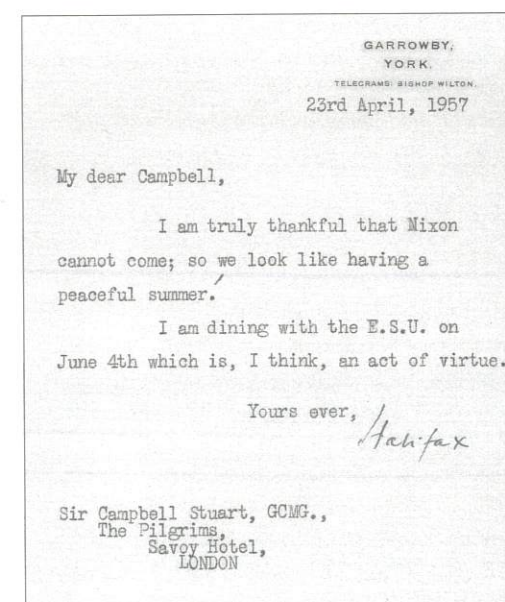 GARROWBY,
YORK.
TELEGRAMS: BISHOP WILTON.
23rd April, 1957
My dear Campbell,
I am truly thankful that Nixon
cannot come; so we look like having a
peaceful summer!
I am dining with the E.S.U. on
June 4th which is, I think, an act of virtue.
Yours ever,
Halifax
Sir Campbell Stuart, GCMG.,
The Pilgrims,
Savoy Hotel,
LONDON